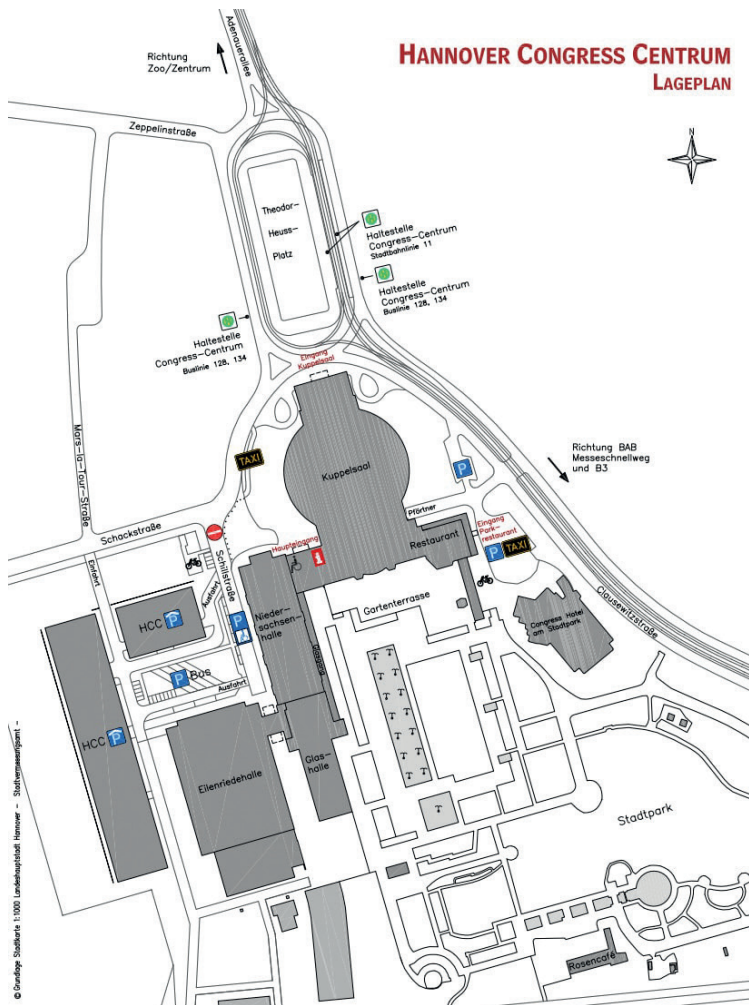 HANNOVER CONGRESS CENTRUM
LAGEPLAN
Adenauerallee
Richtung
Zoo/Zentrum
Zeppelinstraße
N
Theodor-
Heuss-
Platz
Haltestelle
Congress-Centrum
Stadtbahnlinie 11
Haltestelle
Congress-Centrum
Buslinie 128, 134
Haltestelle
Congress-Centrum
Buslinie 128, 134
Eingang
Kuppelsaal
Mars-la-Tour-Straße
TAXI
Kuppelsaal
P
Richtung BAB
Messeschnellweg
und B3
Pförtner
Schackstraße
Haupteingang
i
Restaurant
Eingang
Park-
restaurant
P
TAXI
Einfahrt
Ausfahrt
Schillstraße
Clausewitzstraße
HCC P
P
Nieder-
sachsen-
halle
Glasgang
Gartenterrasse
Congress Hotel
am Stadtpark
P Bus
Ausfahrt
HCC P
Eilenriedehalle
Glas-
halle
Stadtpark
Rosencafé
© Grundlage Stadtkarte 1:1000 Landeshauptstadt Hannover - Stadtvermessungsamt -